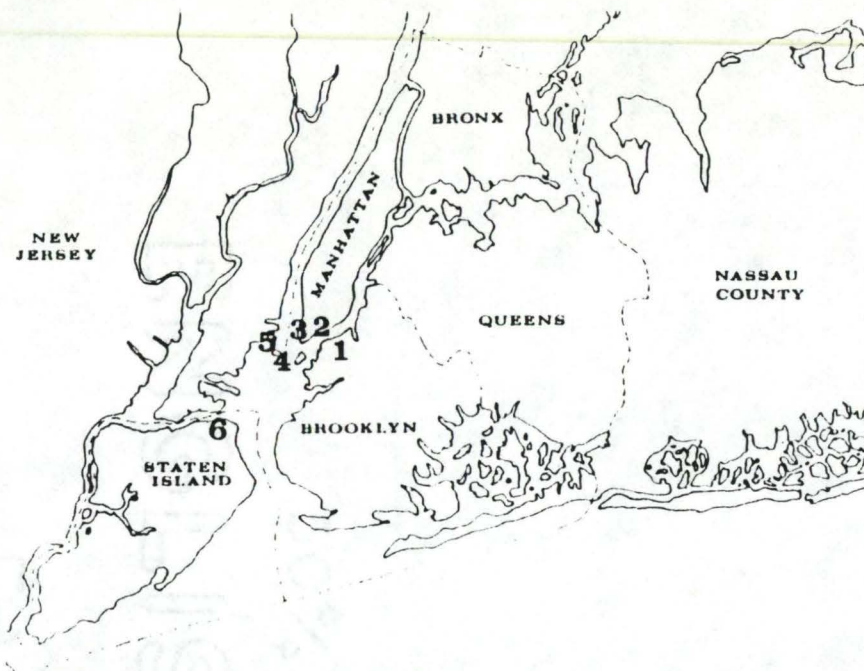 BRONX
MANHATTAN
NEW
JERSEY
NASSAU
COUNTY
QUEENS
3 2
5
4
1
6
BROOKLYN
STATEN
ISLAND